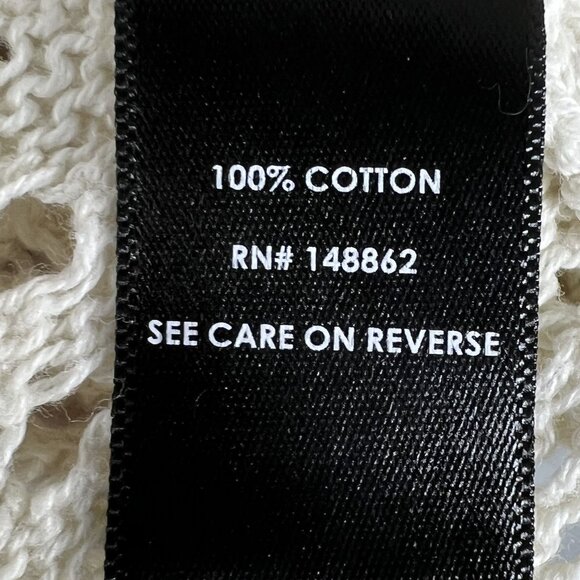 100% COTTON
RN# 148862
SEE CARE ON REVERSE